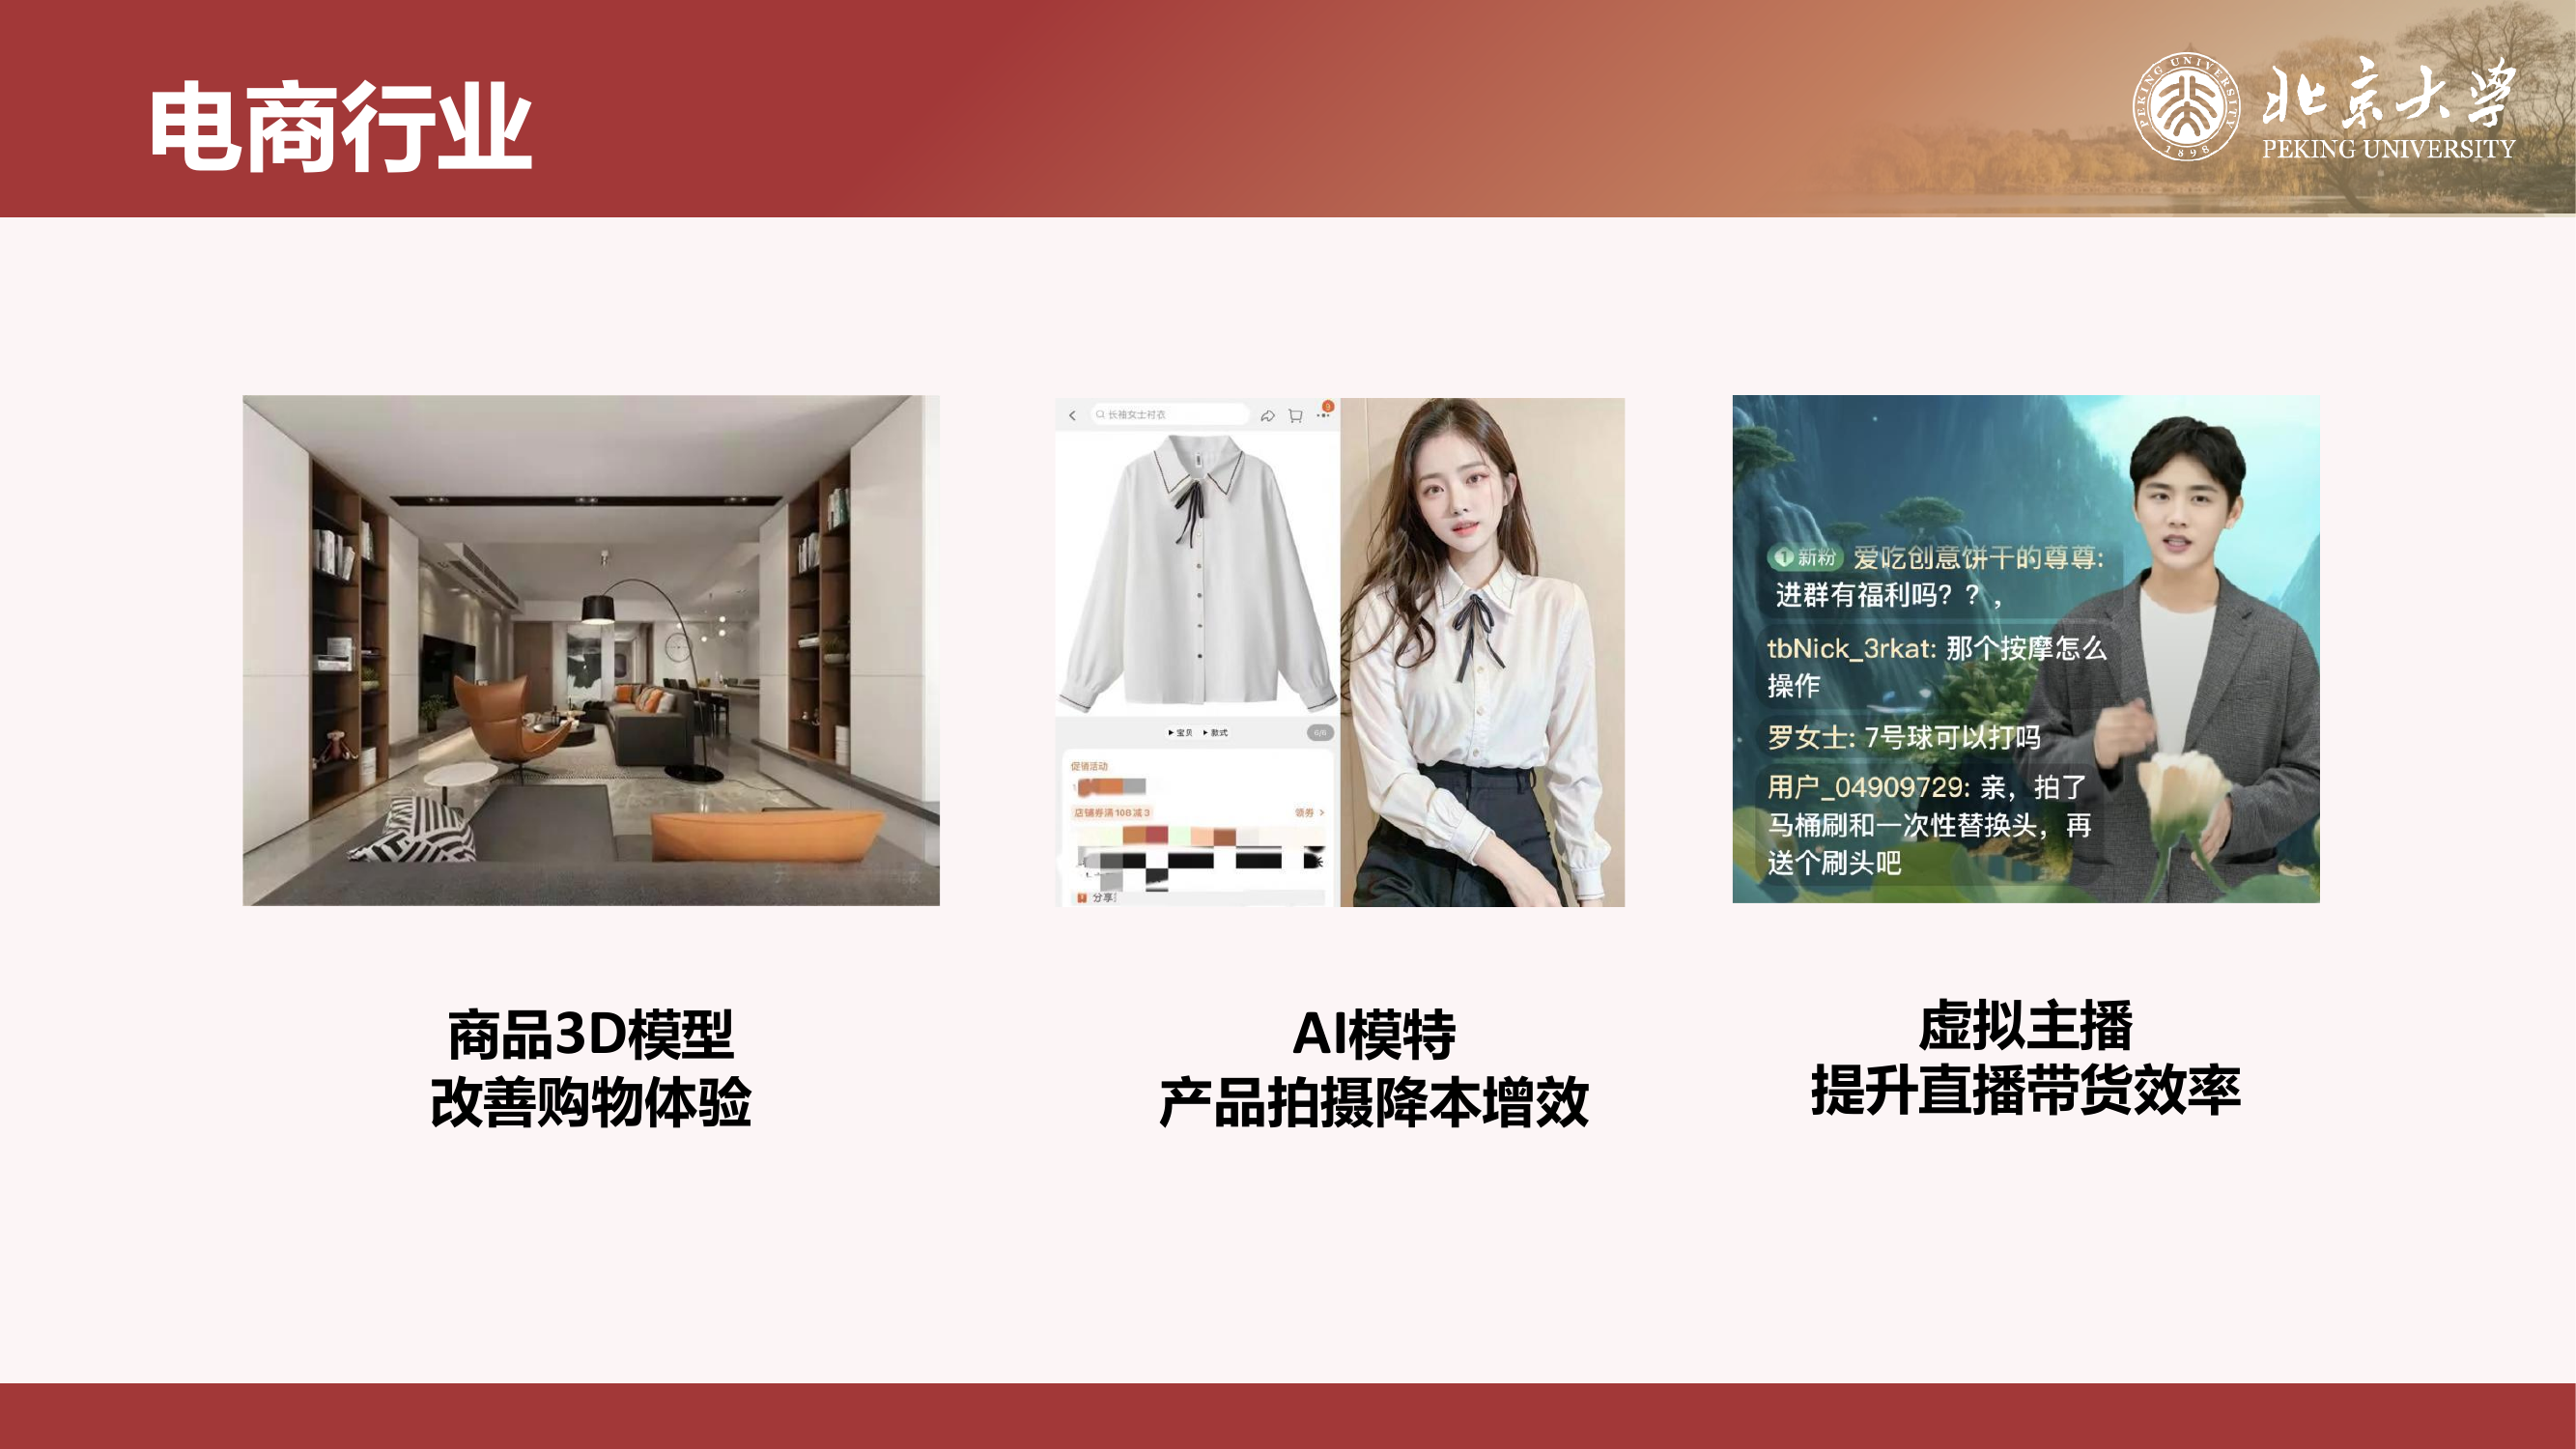 电商行业
PEKING UNIVERSITY
1898
北京大学
PEKING UNIVERSITY
长袖女士衬衣
9
宝贝 款式
促销活动
店铺券满108减3 领券
分享
1 新粉 爱吃创意饼干的尊尊:
进群有福利吗？？，
tbNick_3rkat: 那个按摩怎么
操作
罗女士: 7号球可以打吗
用户_04909729: 亲，拍了
马桶刷和一次性替换头，再
送个刷头吧
商品3D模型
改善购物体验
AI模特
产品拍摄降本增效
虚拟主播
提升直播带货效率